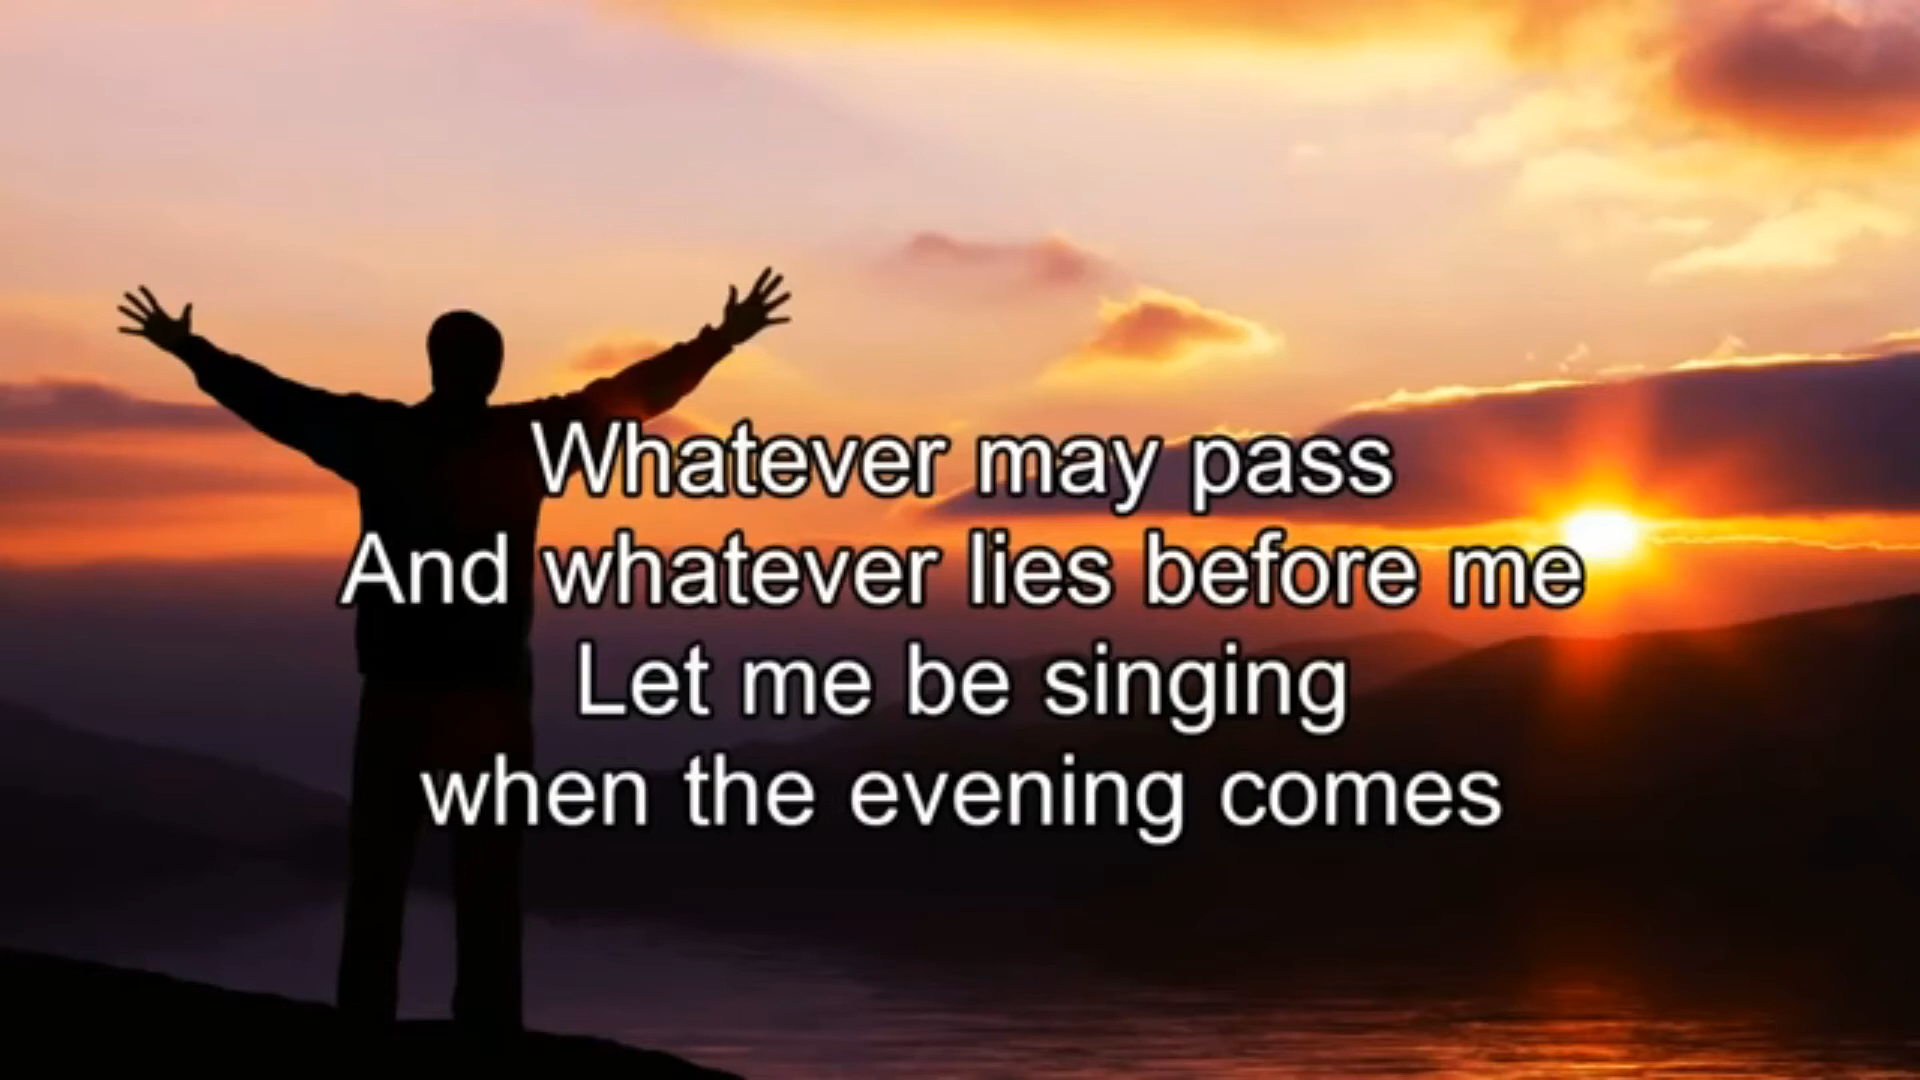 Whatever may pass
And whatever lies before me
Let me be singing
when the evening comes